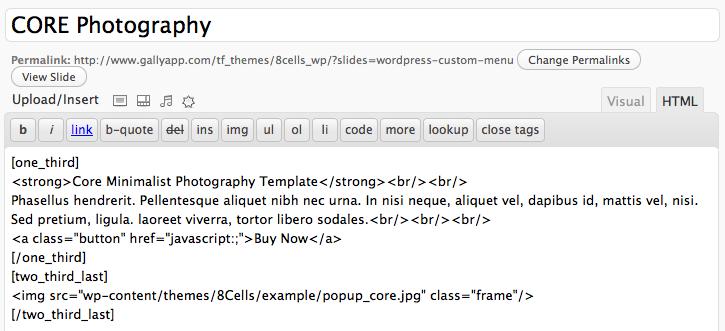 CORE Photography
Permalink: http://www.gallyapp.com/tf_themes/8cells_wp/?slides=wordpress-custom-menu Change Permalinks
View Slide
Upload/Insert Visual HTML
b i link b-quote del ins img ul ol li code more lookup close tags
[one_third]
<strong>Core Minimalist Photography Template</strong><br/><br/>
Phasellus hendrerit. Pellentesque aliquet nibh nec urna. In nisi neque, aliquet vel, dapibus id, mattis vel, nisi.
Sed pretium, ligula. laoreet viverra, tortor libero sodales.<br/><br/><br/>
<a class="button" href="javascript:;">Buy Now</a>
[/one_third]
[two_third_last]
<img src="wp-content/themes/8Cells/example/popup_core.jpg" class="frame"/>
[/two_third_last]